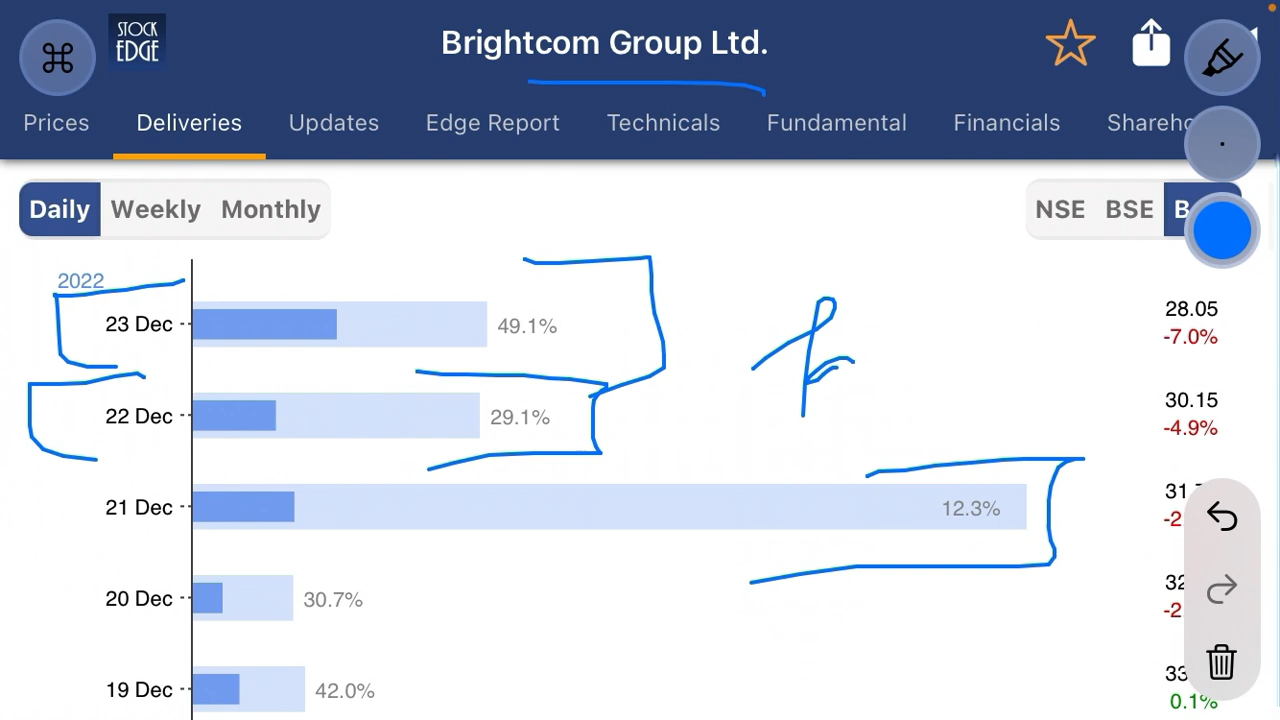 STOCK
EDGE
Brightcom Group Ltd.
Prices Deliveries Updates Edge Report Technicals Fundamental Financials
Daily Weekly Monthly NSE BSE
2022
23 Dec 49.1% 28.05
-7.0%
22 Dec 29.1% 30.15
-4.9%
21 Dec 12.3%
20 Dec 30.7%
19 Dec 42.0%
0.1%